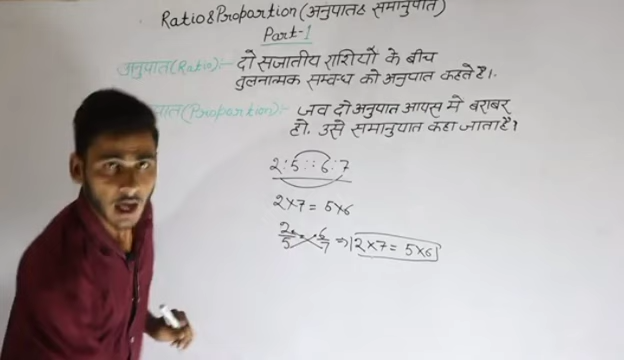 Ratio & Proportion (अनुपात & समानुपात)
Part-1
अनुपात (Ratio):- दो सजातीय राशियों के बीच
तुलनात्मक सम्बन्ध को अनुपात कहते है।
पात (Proportion):- जब दो अनुपात आपस मे बराबर
हो, उसे समानुपात कहा जाता है?
2:5::6:7
2×7 = 5×6
2/5 = 6/7 ⇒ 2×7 = 5×6